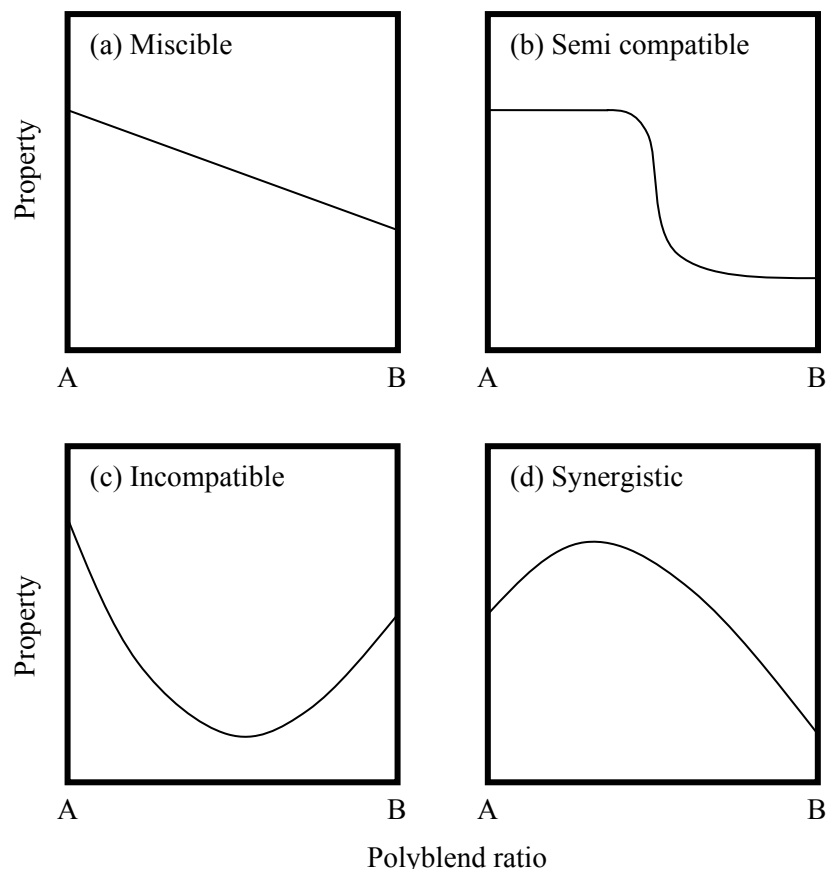 (a) Miscible
(b) Semi compatible
Property
A
B
A
B
(c) Incompatible
(d) Synergistic
Property
A
B
A
B
Polyblend ratio